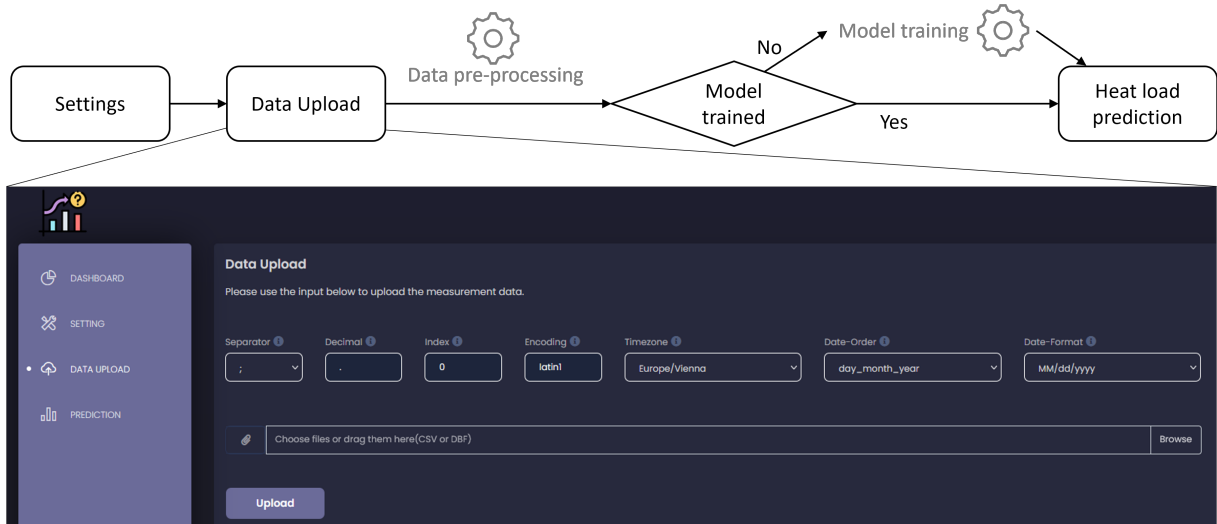 Settings
Data Upload
Data pre-processing
Model
trained
No
Model training
Yes
Heat load
prediction
?
DASHBOARD
SETTING
DATA UPLOAD
PREDICTION
Data Upload
Please use the input below to upload the measurement data.
Separator i Decimal i Index i Encoding i Timezone i Date-Order i Date-Format i
; . 0 latin1 Europe/Vienna day_month_year MM/dd/yyyy
Choose files or drag them here(CSV or DBF) Browse
Upload